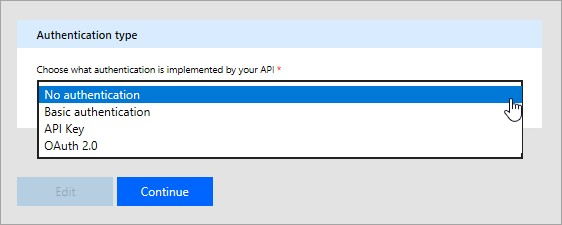 Authentication type
Choose what authentication is implemented by your API *
No authentication
Basic authentication
API Key
OAuth 2.0
Edit
Continue